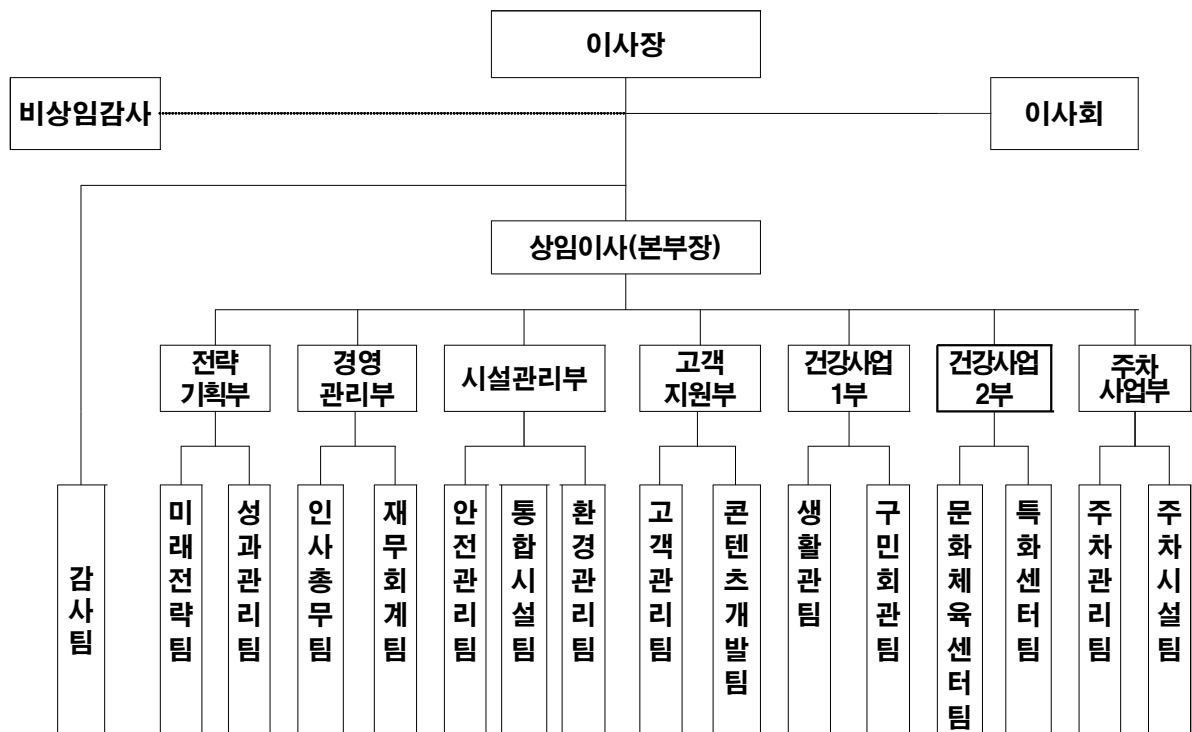 이사장
비상임감사
이사회
상임이사(본부장)
전략
기획부
경영
관리부
시설관리부
고객
지원부
건강사업
1부
건강사업
2부
주차
사업부
감사팀
미래전략팀
성과관리팀
인사총무팀
재무회계팀
안전관리팀
통합시설팀
환경관리팀
고객관리팀
콘텐츠개발팀
생활관팀
구민회관팀
문화체육센터팀
특화센터팀
주차관리팀
주차시설팀